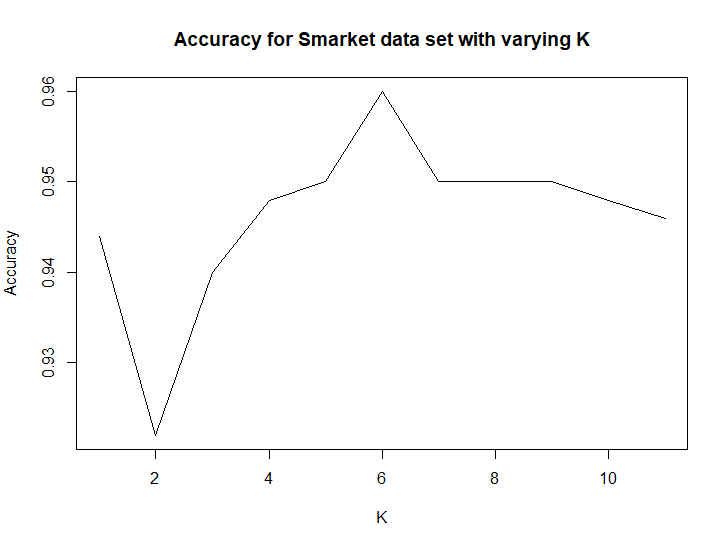 Accuracy for Smarket data set with varying K
0.96
0.95
0.94
0.93
Accuracy
2 4 6 8 10
K